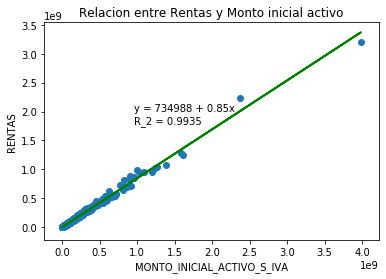 Relacion entre Rentas y Monto inicial activo
1e9
3.5
3.0
2.5
2.0
1.5
1.0
0.5
0.0
RENTAS
y = 734988 + 0.85x
R_2 = 0.9935
0.0 0.5 1.0 1.5 2.0 2.5 3.0 3.5 4.0
1e9
MONTO_INICIAL_ACTIVO_S_IVA